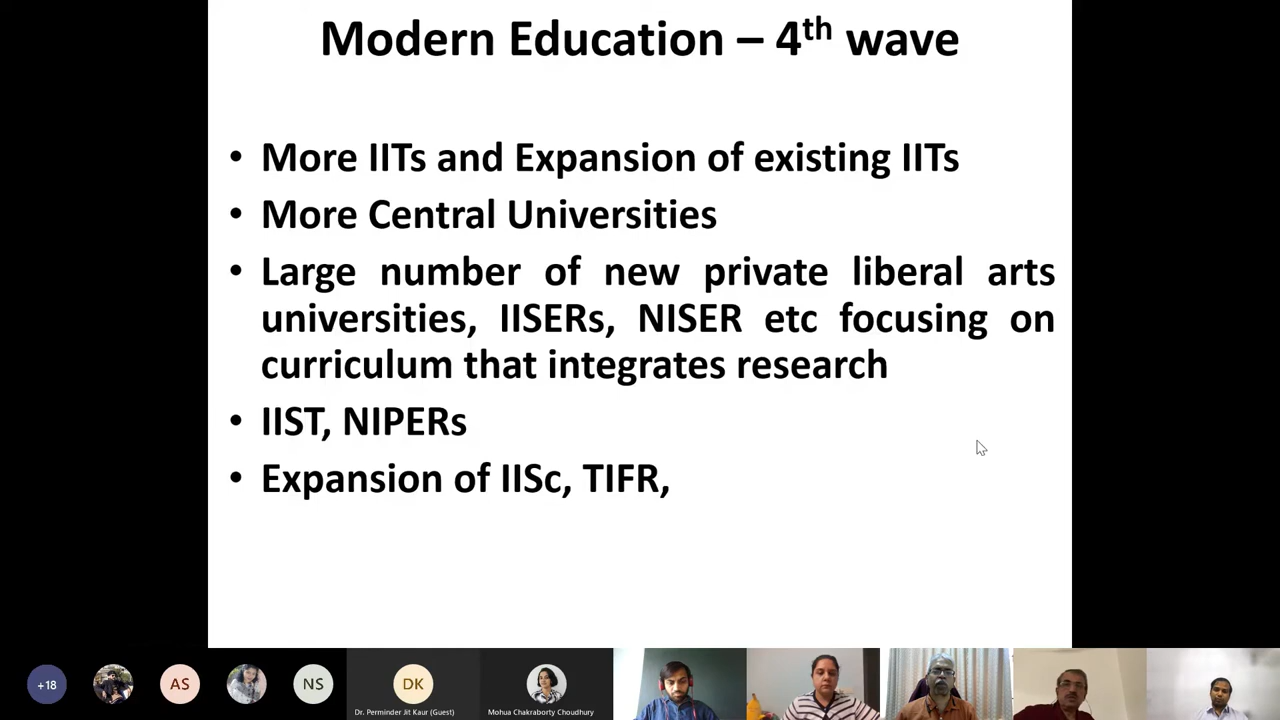 Modern Education – 4th wave
• More IITs and Expansion of existing IITs
• More Central Universities
• Large number of new private liberal arts
universities, IISERs, NISER etc focusing on
curriculum that integrates research
• IIST, NIPERs
• Expansion of IISc, TIFR,
+18
AS
NS
DK
Dr. Perminder Jit Kaur (Guest)
Mohua Chakraborty Choudhury